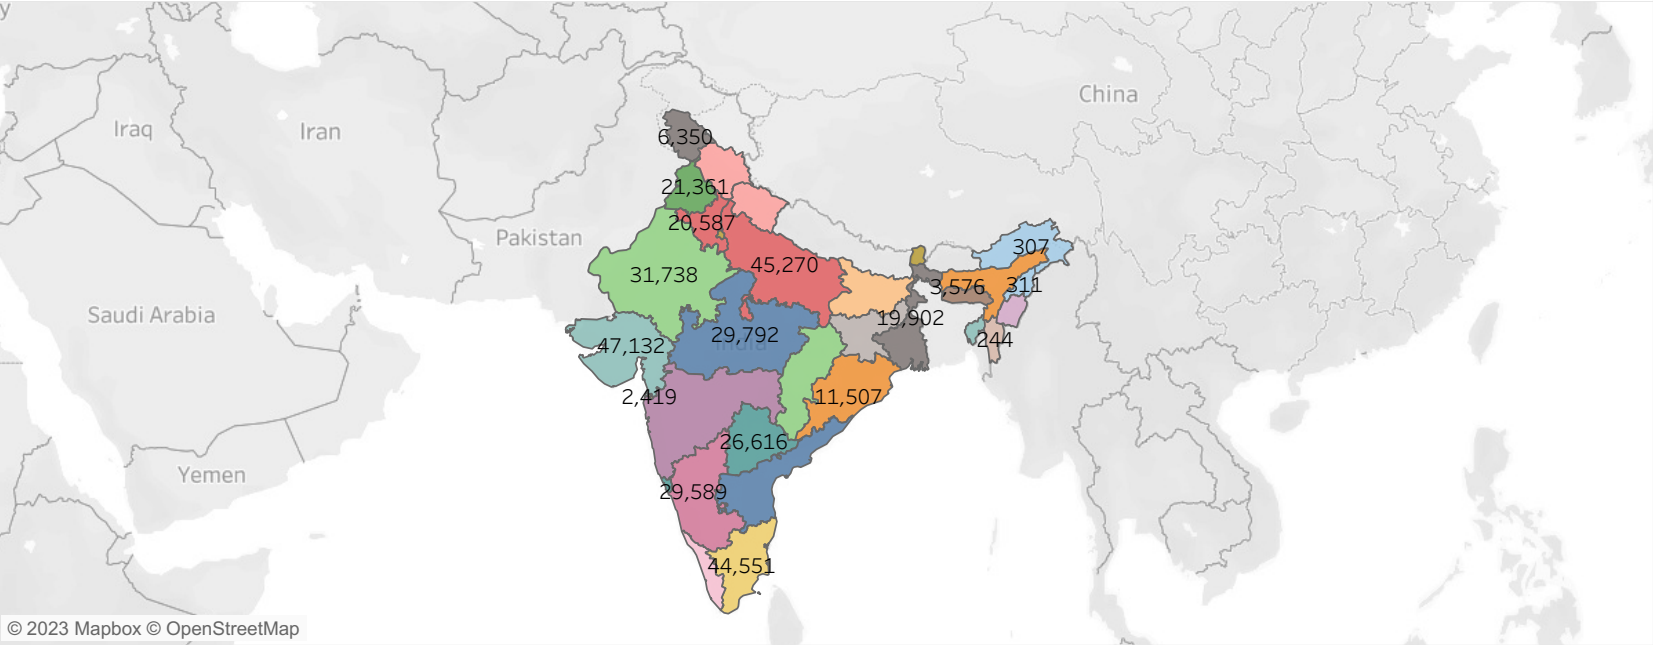 y
China
Iraq
Iran
6,350
21,361
20,587
Pakistan
307
45,270
31,738
3,576
311
Saudi Arabia
19,902
29,792
India
244
47,132
2,419
11,507
26,616
Yemen
29,589
44,551
© 2023 Mapbox © OpenStreetMap